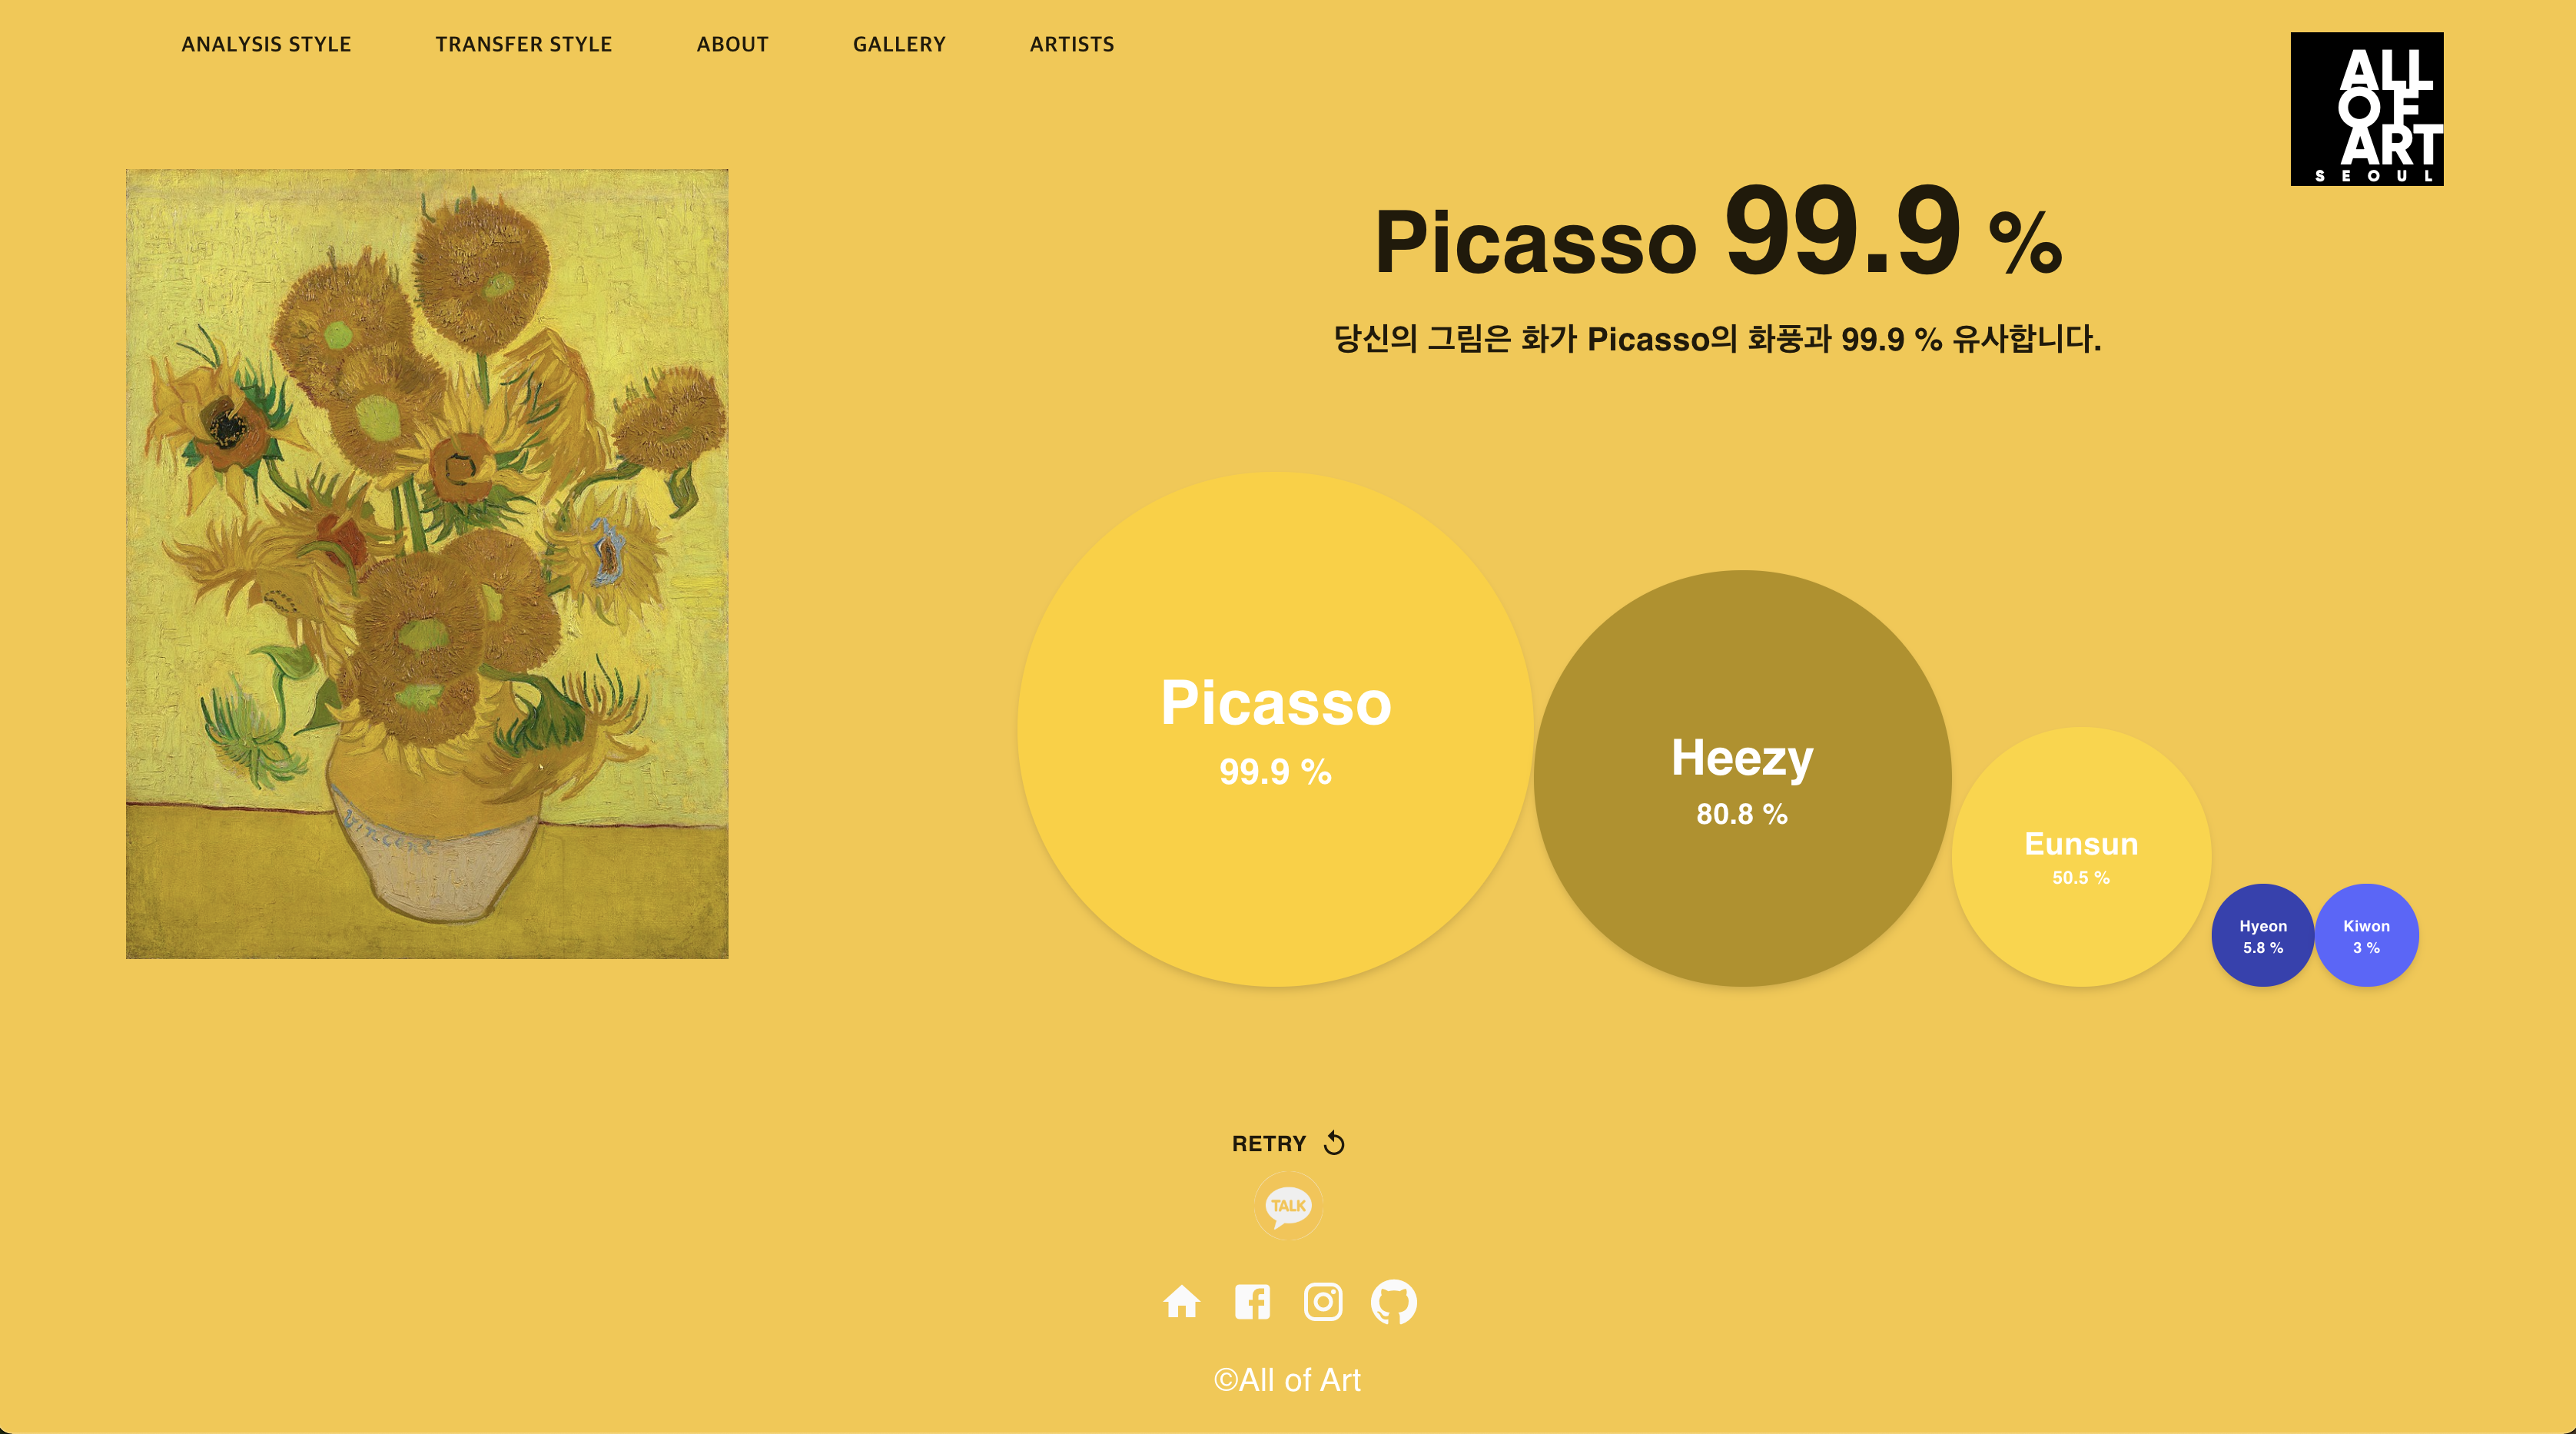 ANALYSIS STYLE TRANSFER STYLE ABOUT GALLERY ARTISTS
ALL
OF
ART
SEOUL
Picasso 99.9 %
당신의 그림은 화가 Picasso의 화풍과 99.9 % 유사합니다.
Vincent
Picasso
99.9 %
Heezy
80.8 %
Eunsun
50.5 %
Hyeon
5.8 %
Kiwon
3 %
RETRY
TALK
©All of Art